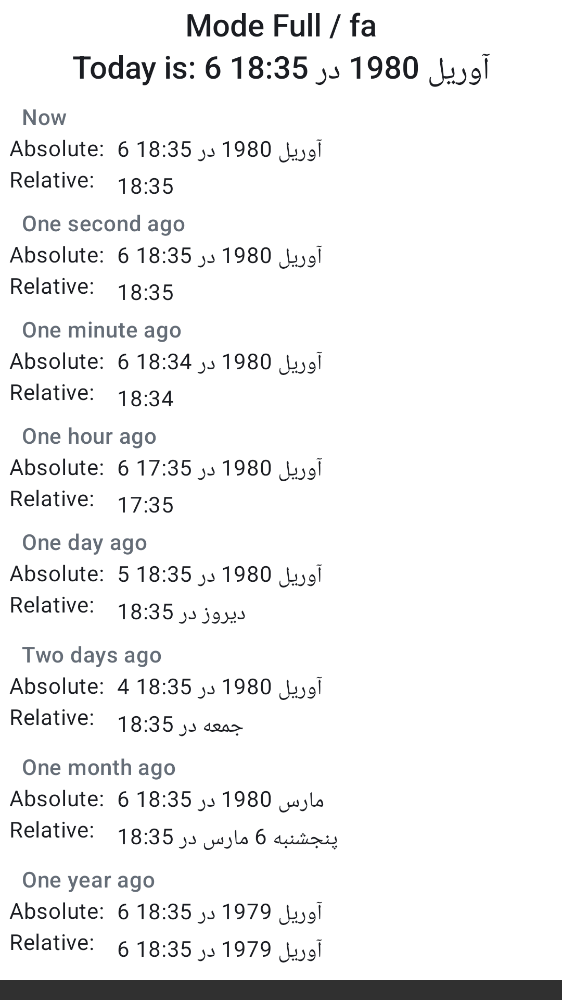 Mode Full / fa
Today is: 6 آوریل 1980 در 18:35
Now
Absolute: 6 آوریل 1980 در 18:35
Relative: 18:35
One second ago
Absolute: 6 آوریل 1980 در 18:35
Relative: 18:35
One minute ago
Absolute: 6 آوریل 1980 در 18:34
Relative: 18:34
One hour ago
Absolute: 6 آوریل 1980 در 17:35
Relative: 17:35
One day ago
Absolute: 5 آوریل 1980 در 18:35
Relative: دیروز در 18:35
Two days ago
Absolute: 4 آوریل 1980 در 18:35
Relative: جمعه در 18:35
One month ago
Absolute: 6 مارس 1980 در 18:35
Relative: پنجشنبه 6 مارس در 18:35
One year ago
Absolute: 6 آوریل 1979 در 18:35
Relative: 6 آوریل 1979 در 18:35